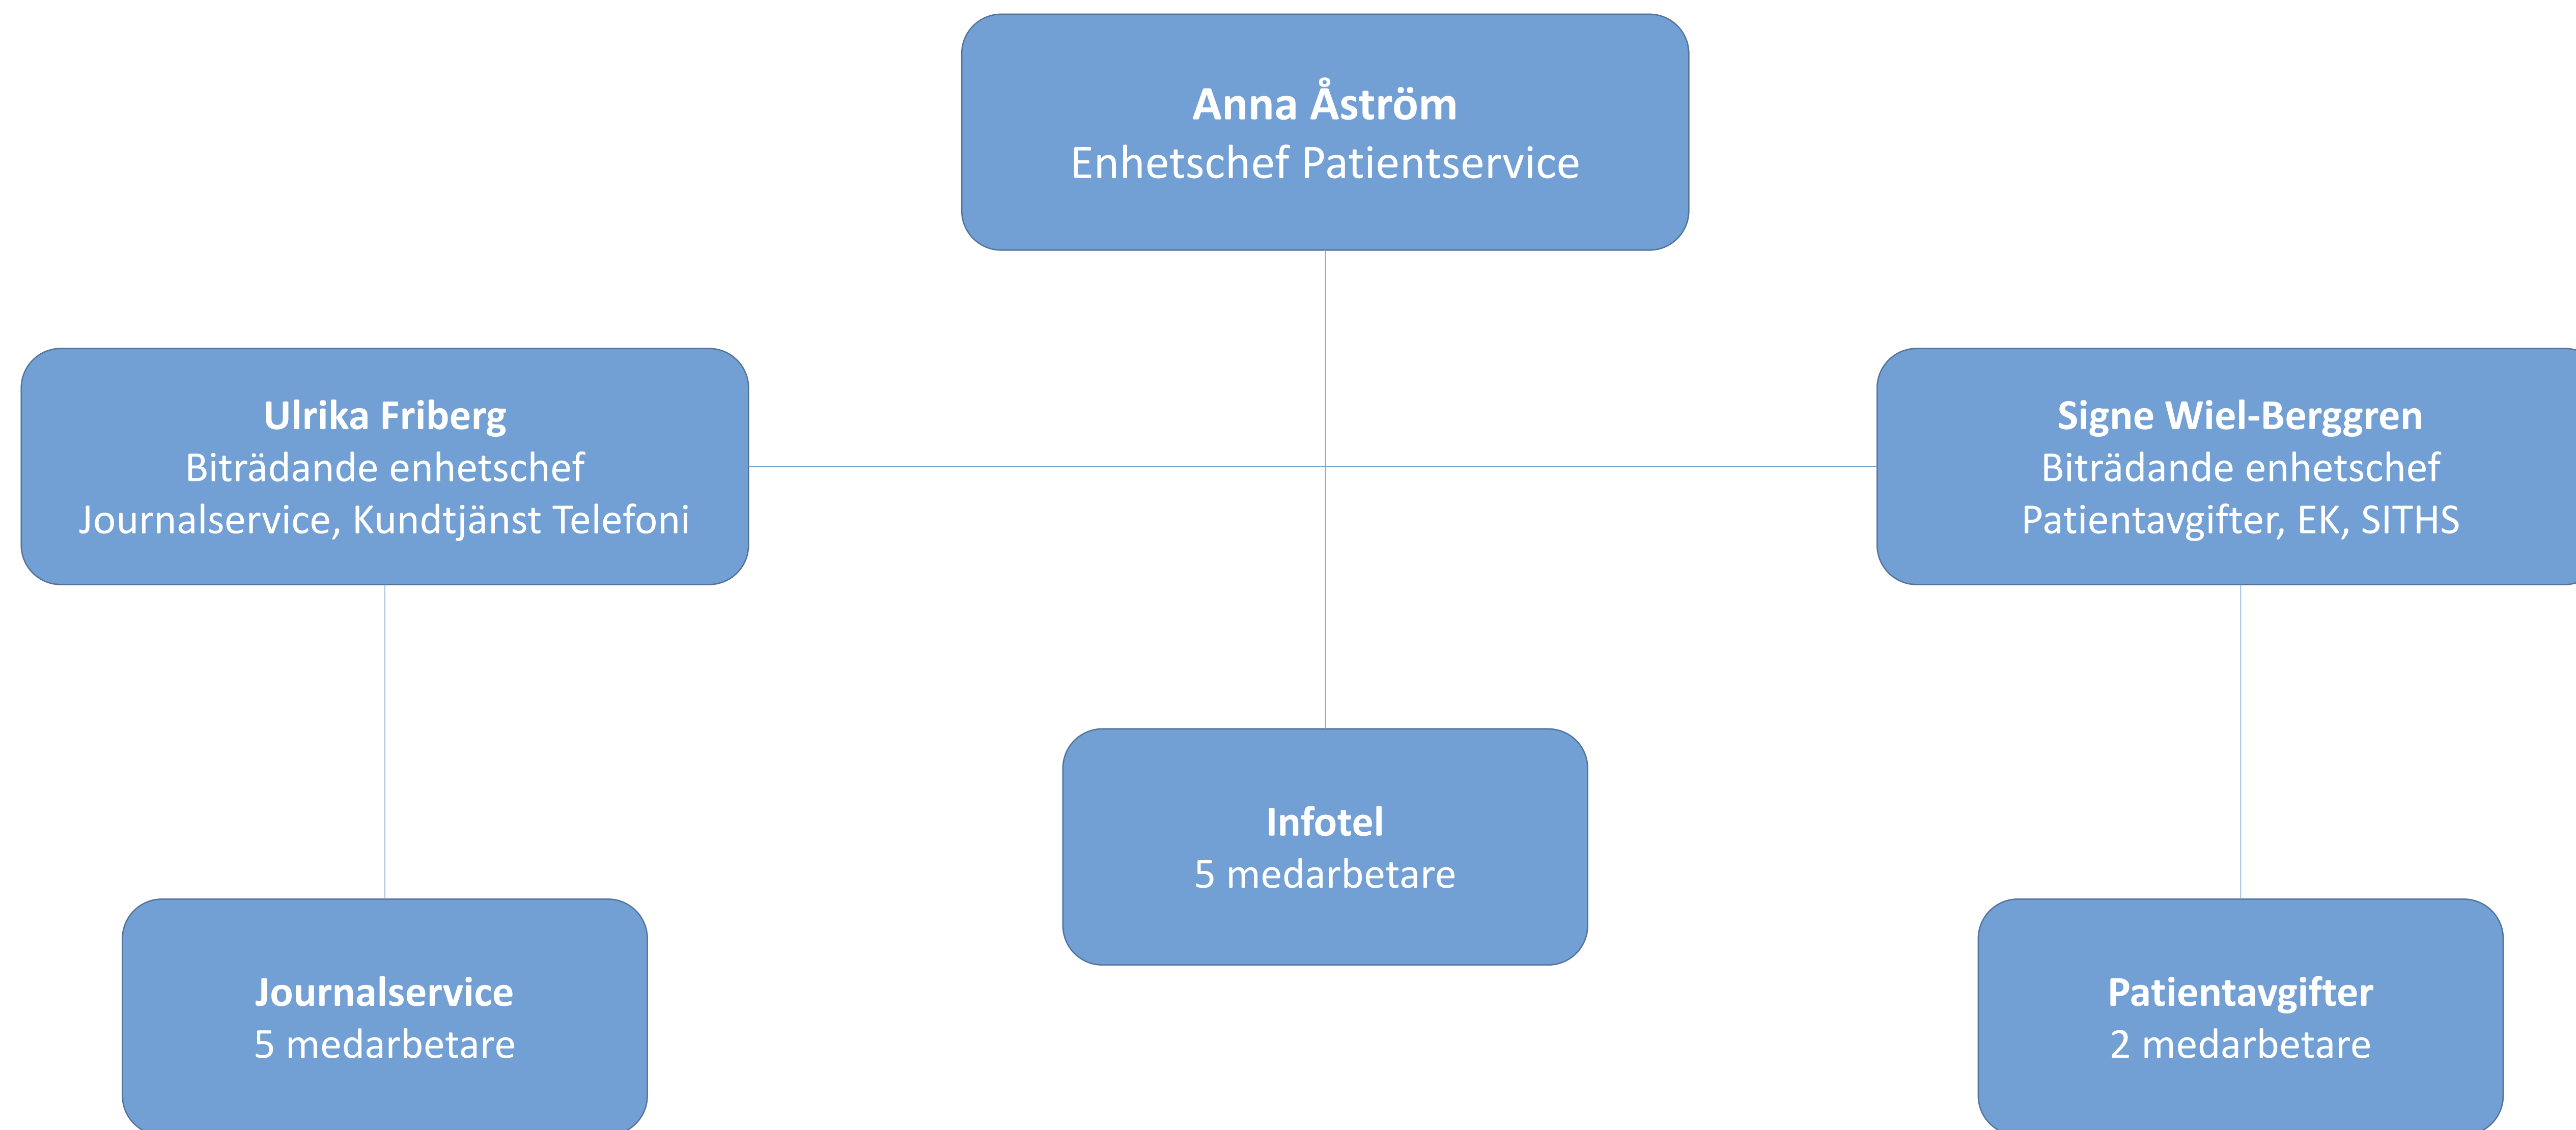 Anna Åström
Enhetschef Patientservice
Ulrika Friberg
Biträdande enhetschef
Journalservice, Kundtjänst Telefoni
Signe Wiel-Berggren
Biträdande enhetschef
Patientavgifter, EK, SITHS
Infotel
5 medarbetare
Journalservice
5 medarbetare
Patientavgifter
2 medarbetare